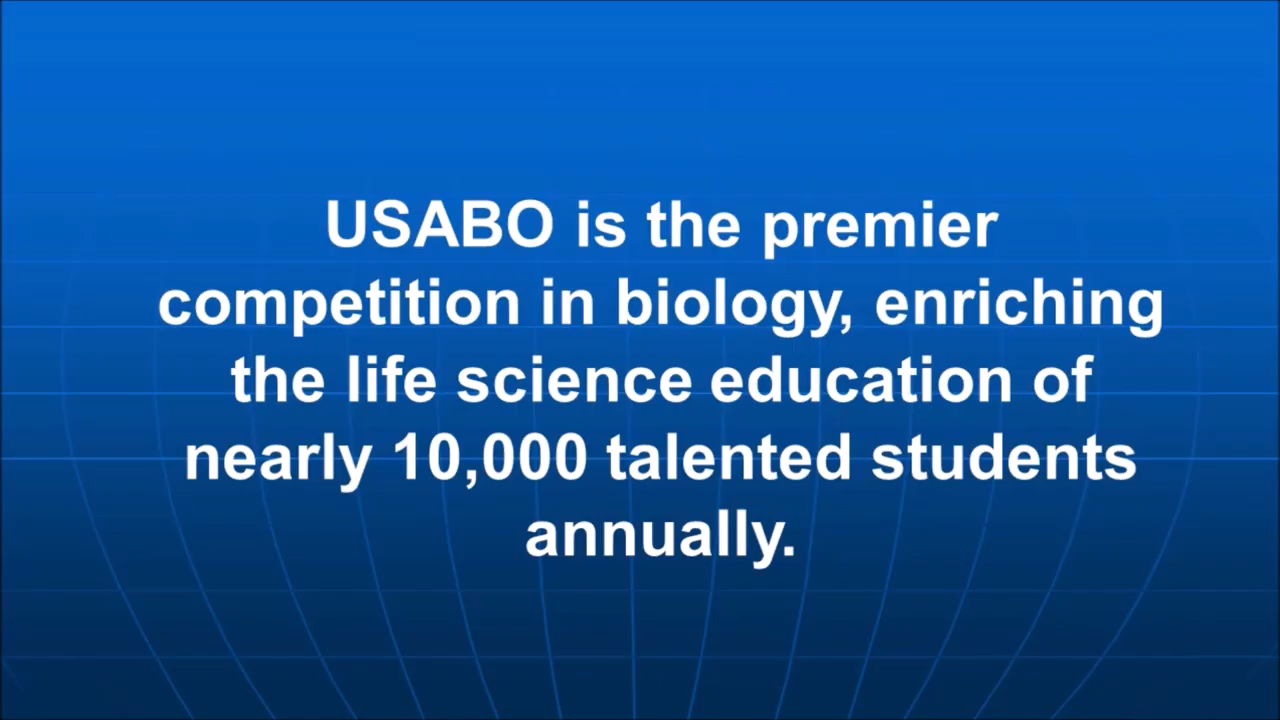 USABO is the premier
competition in biology, enriching
the life science education of
nearly 10,000 talented students
annually.